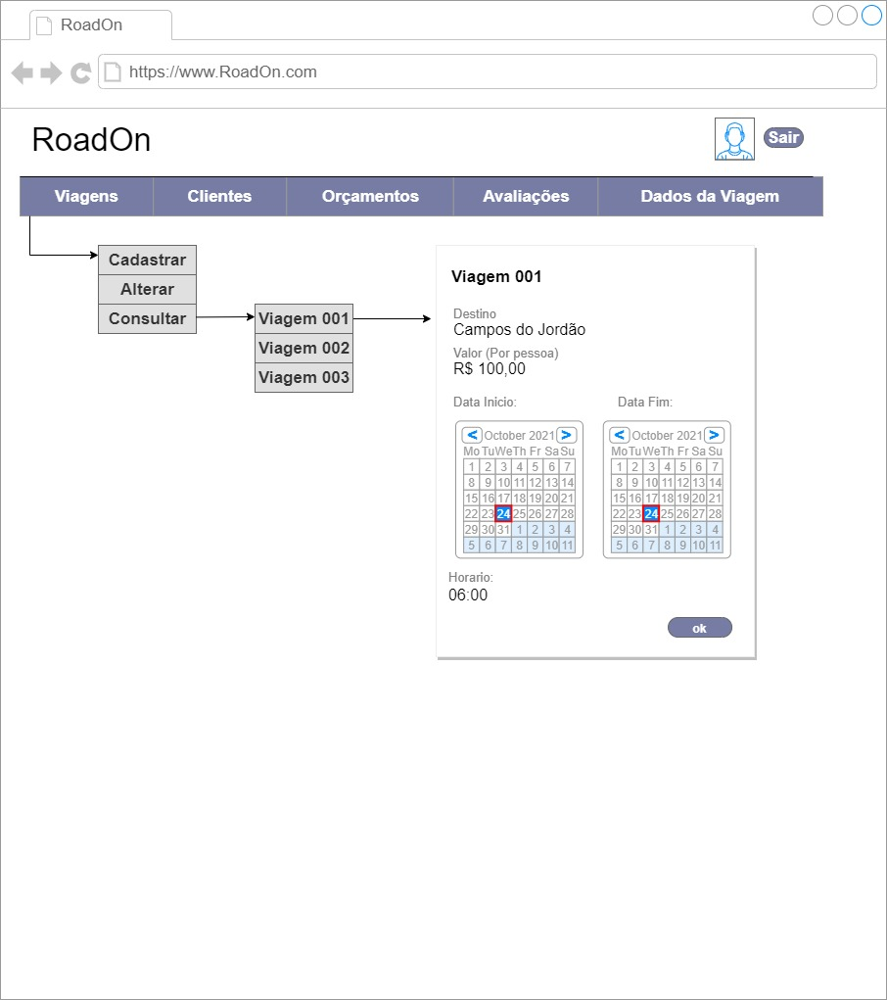 RoadOn
https://www.RoadOn.com
RoadOn
Sair
Viagens Clientes Orçamentos Avaliações Dados da Viagem
Cadastrar
Alterar
Consultar
Viagem 001
Viagem 002
Viagem 003
Viagem 001
Destino
Campos do Jordão
Valor (Por pessoa)
R$ 100,00
Data Inicio: Data Fim:
< October 2021 > < October 2021 >
Mo Tu We Th Fr Sa Su Mo Tu We Th Fr Sa Su
1 2 3 4 5 6 7 1 2 3 4 5 6 7
8 9 10 11 12 13 14 8 9 10 11 12 13 14
15 16 17 18 19 20 21 15 16 17 18 19 20 21
22 23 24 25 26 27 28 22 23 24 25 26 27 28
29 30 31 1 2 3 4 29 30 31 1 2 3 4
5 6 7 8 9 10 11 5 6 7 8 9 10 11
Horario:
06:00
ok